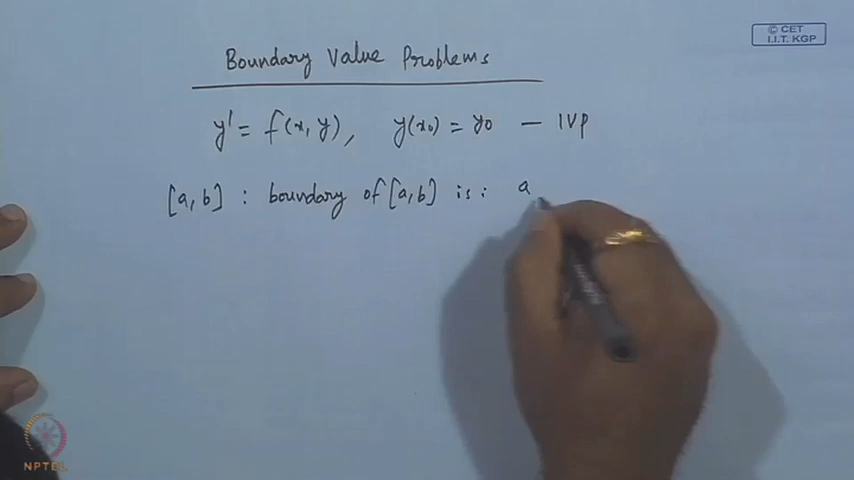 © CET
I.I.T. KGP
Boundary Value Problems
y' = f(x, y), y(x₀) = y₀ — IVP
[a, b] : boundary of [a, b] is : a
NPTEL